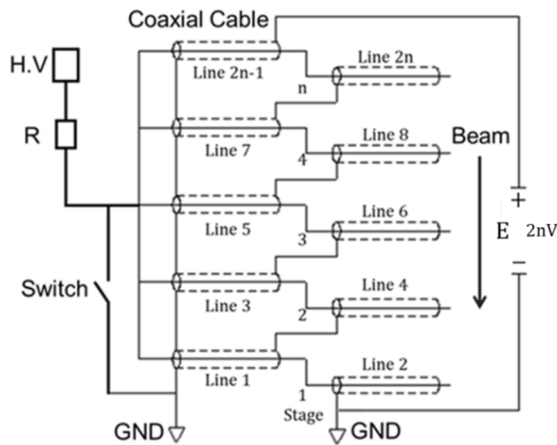 Coaxial Cable
H.V
Line 2n-1
Line 2n
n
R
Line 7
Line 8
4
Beam
Line 5
Line 6
3
+
E 2nV
−
Switch
Line 3
Line 4
2
Line 1
Line 2
1
Stage
GND
GND